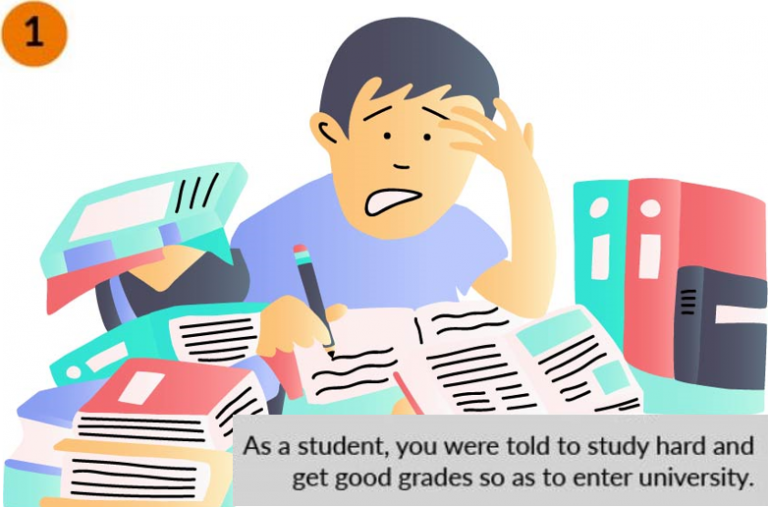 1
As a student, you were told to study hard and
get good grades so as to enter university.